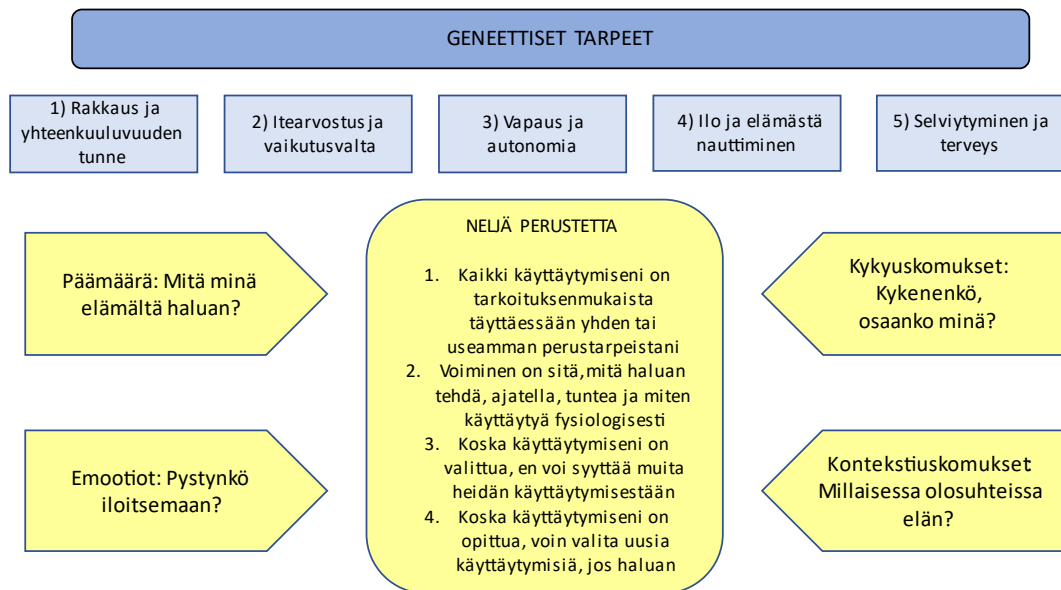 GENEETTISET TARPEET
1) Rakkaus ja
yhteenkuuluvuuden
tunne
2) Itearvostus ja
vaikutusvalta
3) Vapaus ja
autonomia
4) Ilo ja elämästä
nauttiminen
5) Selviytyminen ja
terveys
Päämäärä: Mitä minä
elämältä haluan?
Emootiot: Pystynkö
iloitsemaan?
NELJÄ PERUSTETTA
1. Kaikki käyttäytymiseni on
tarkoituksenmukaista
täyttäessään yhden tai
useamman perustarpeistani
2. Voiminen on sitä,mitä haluan
tehdä, ajatella, tuntea ja miten
käyttäytyä fysiologisesti
3. Koska käyttäytymiseni on
valittua, en voi syyttää muita
heidän käyttäytymisestään
4. Koska käyttäytymiseni on
opittua, voin valita uusia
käyttäytymisiä, jos haluan
Kykyuskomukset:
Kykenenkö,
osaanko minä?
Kontekstiuskomukset
Millaisessa olosuhteissa
elän?